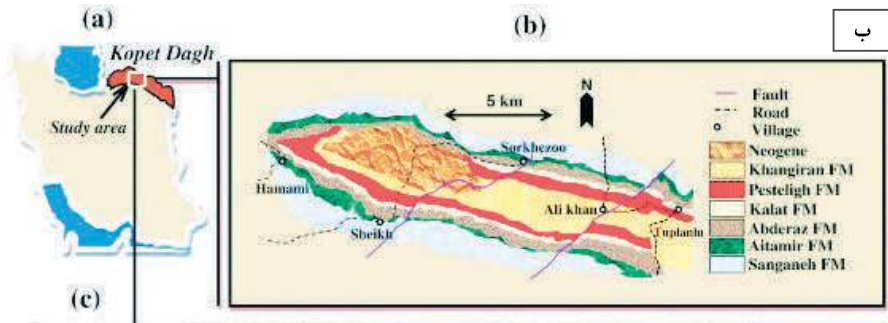 (a)
(b)
ب
Kopet Dagh
Study area
5 km
N
Sorkhezou
Hamami
Sheikh
Ali khan
Tuplanlu
Fault
Road
Village
Neogene
Khangiran FM
Pesteligh FM
Kalat FM
Abderaz FM
Aitamir FM
Sanganeh FM
(c)